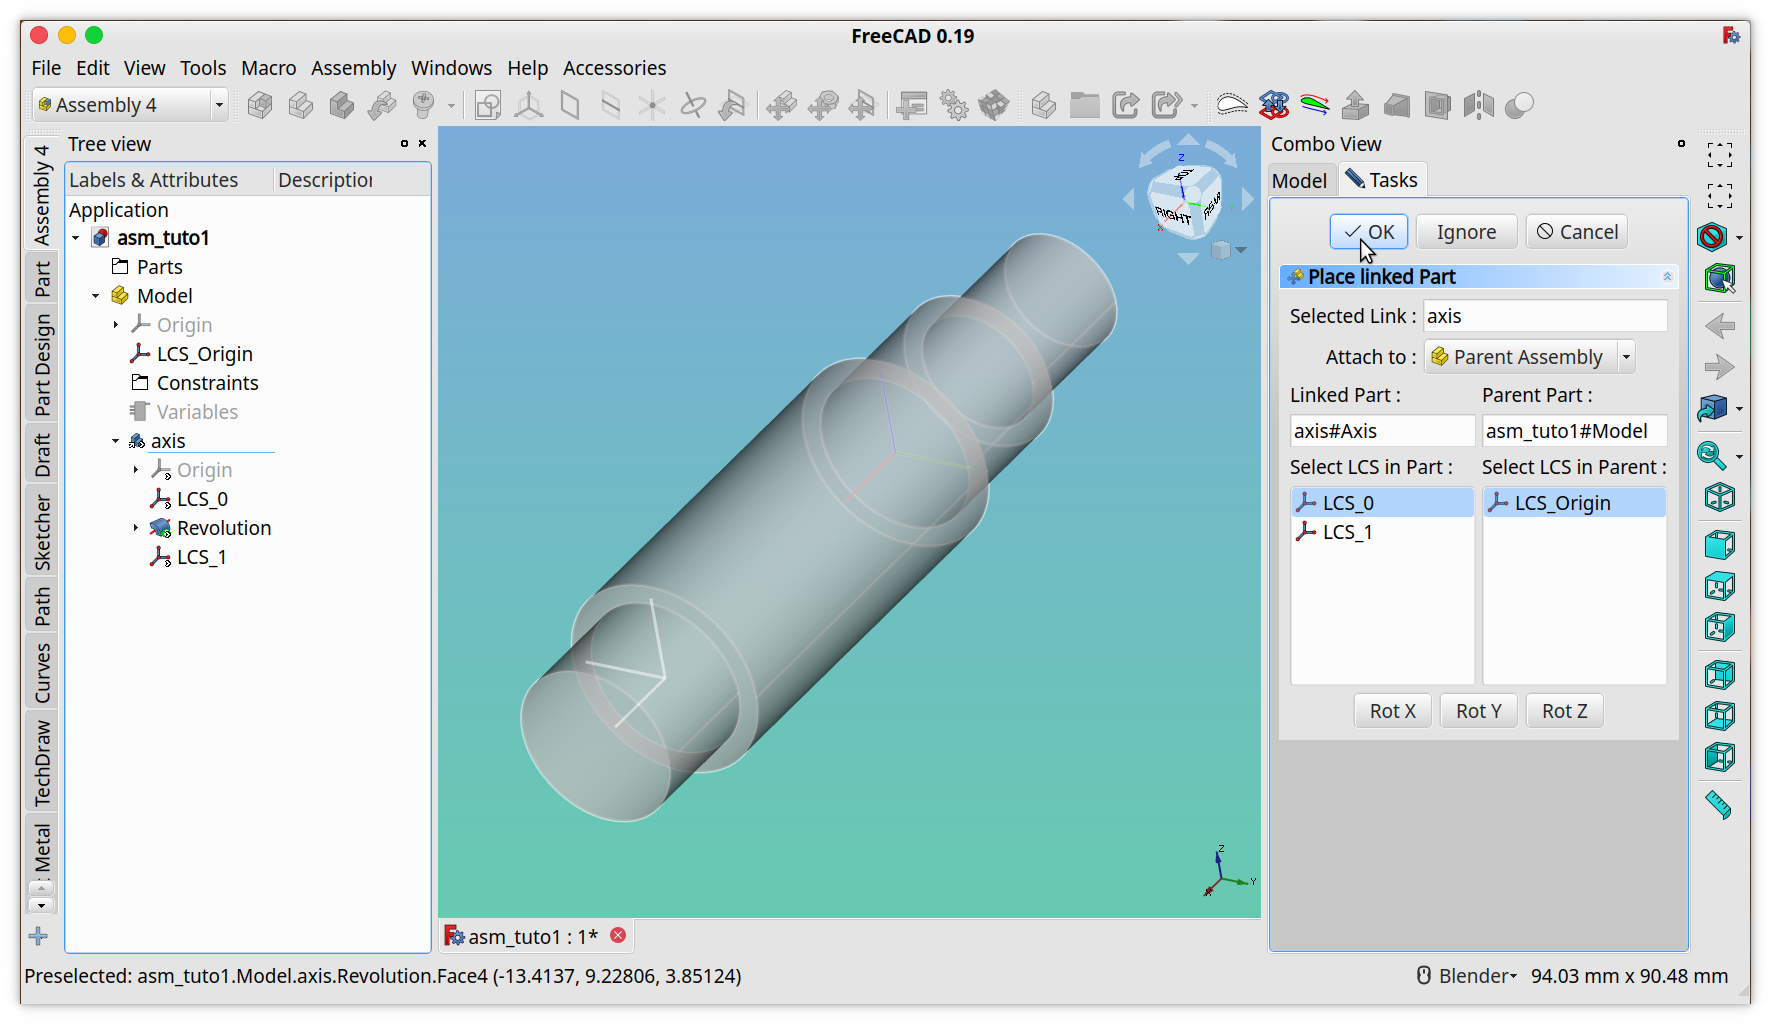 FreeCAD 0.19
File Edit View Tools Macro Assembly Windows Help Accessories
Assembly 4
Assembly 4
Part
Part Design
Draft
Sketcher
Path
Curves
TechDraw
Metal
Tree view
Labels & Attributes Description
Application
asm_tuto1
Parts
Model
Origin
LCS_Origin
Constraints
Variables
axis
Origin
LCS_0
Revolution
LCS_1
Z
RIGHT
REAR
X
Z
Y
X
asm_tuto1 : 1*
Combo View
Model Tasks
OK Ignore Cancel
Place linked Part
Selected Link : axis
Attach to : Parent Assembly
Linked Part : Parent Part :
axis#Axis asm_tuto1#Model
Select LCS in Part : Select LCS in Parent :
LCS_0 LCS_Origin
LCS_1
Rot X Rot Y Rot Z
Preselected: asm_tuto1.Model.axis.Revolution.Face4 (-13.4137, 9.22806, 3.85124) Blender 94.03 mm x 90.48 mm